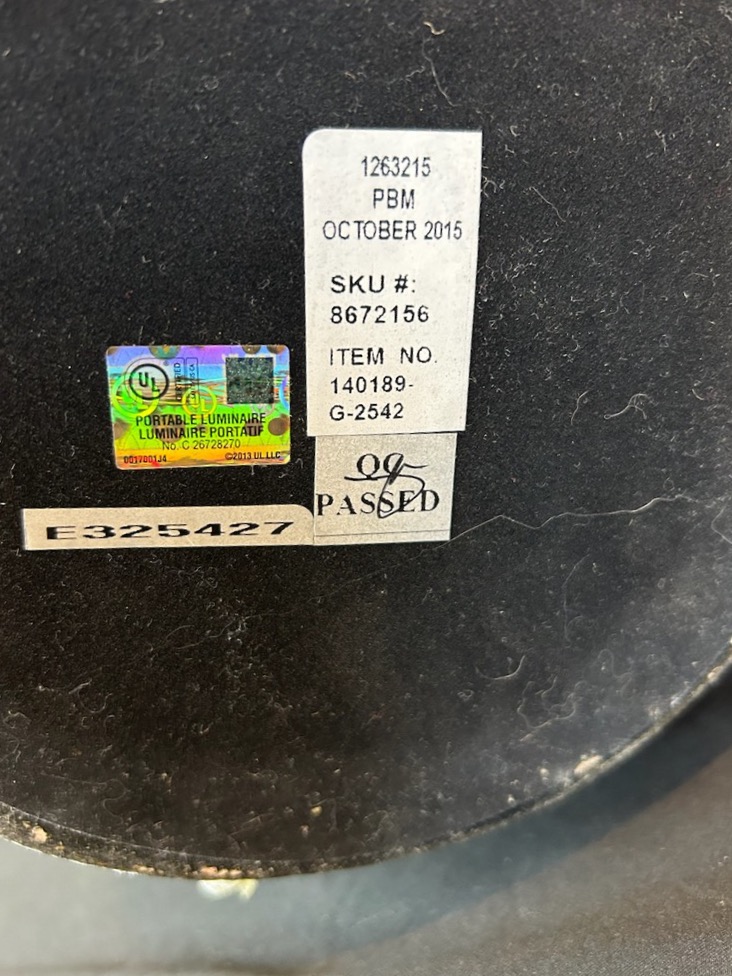 1263215
PBM
OCTOBER 2015
SKU #:
8672156
ITEM NO.
140189-
G-2542
UL
PORTABLE LUMINAIRE
LUMINAIRE PORTATIF
No. C 26728270
©2013 UL LLC
QC
PASSED
E325427